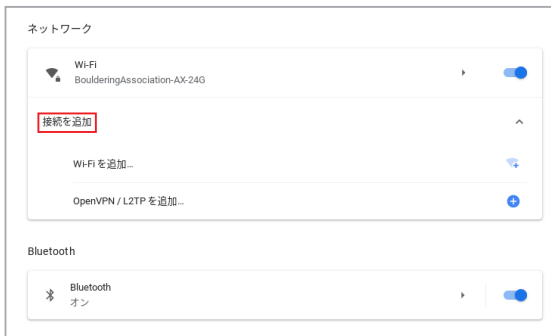 ネットワーク
Wi-Fi
BoulderingAssociation-AX-24G
接続を追加
Wi-Fi を追加...
OpenVPN / L2TP を追加...
Bluetooth
Bluetooth
オン